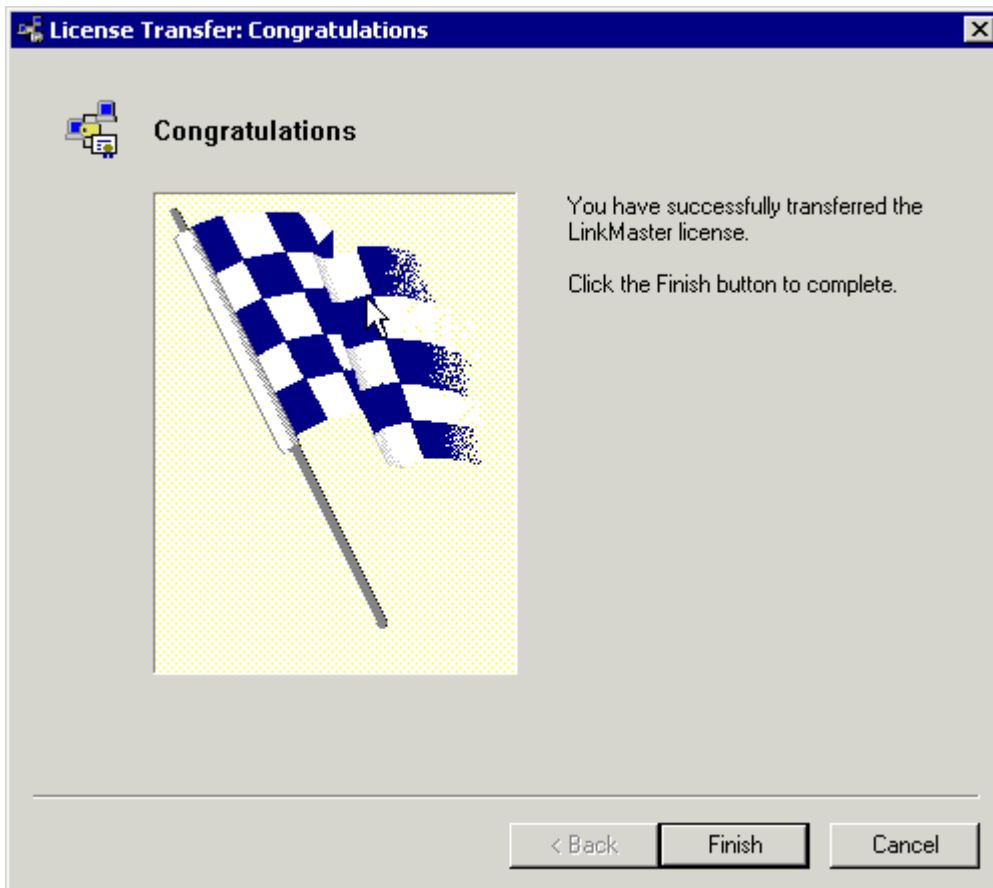 License Transfer: Congratulations
Congratulations
You have successfully transferred the
LinkMaster license.
Click the Finish button to complete.
< Back
Finish
Cancel